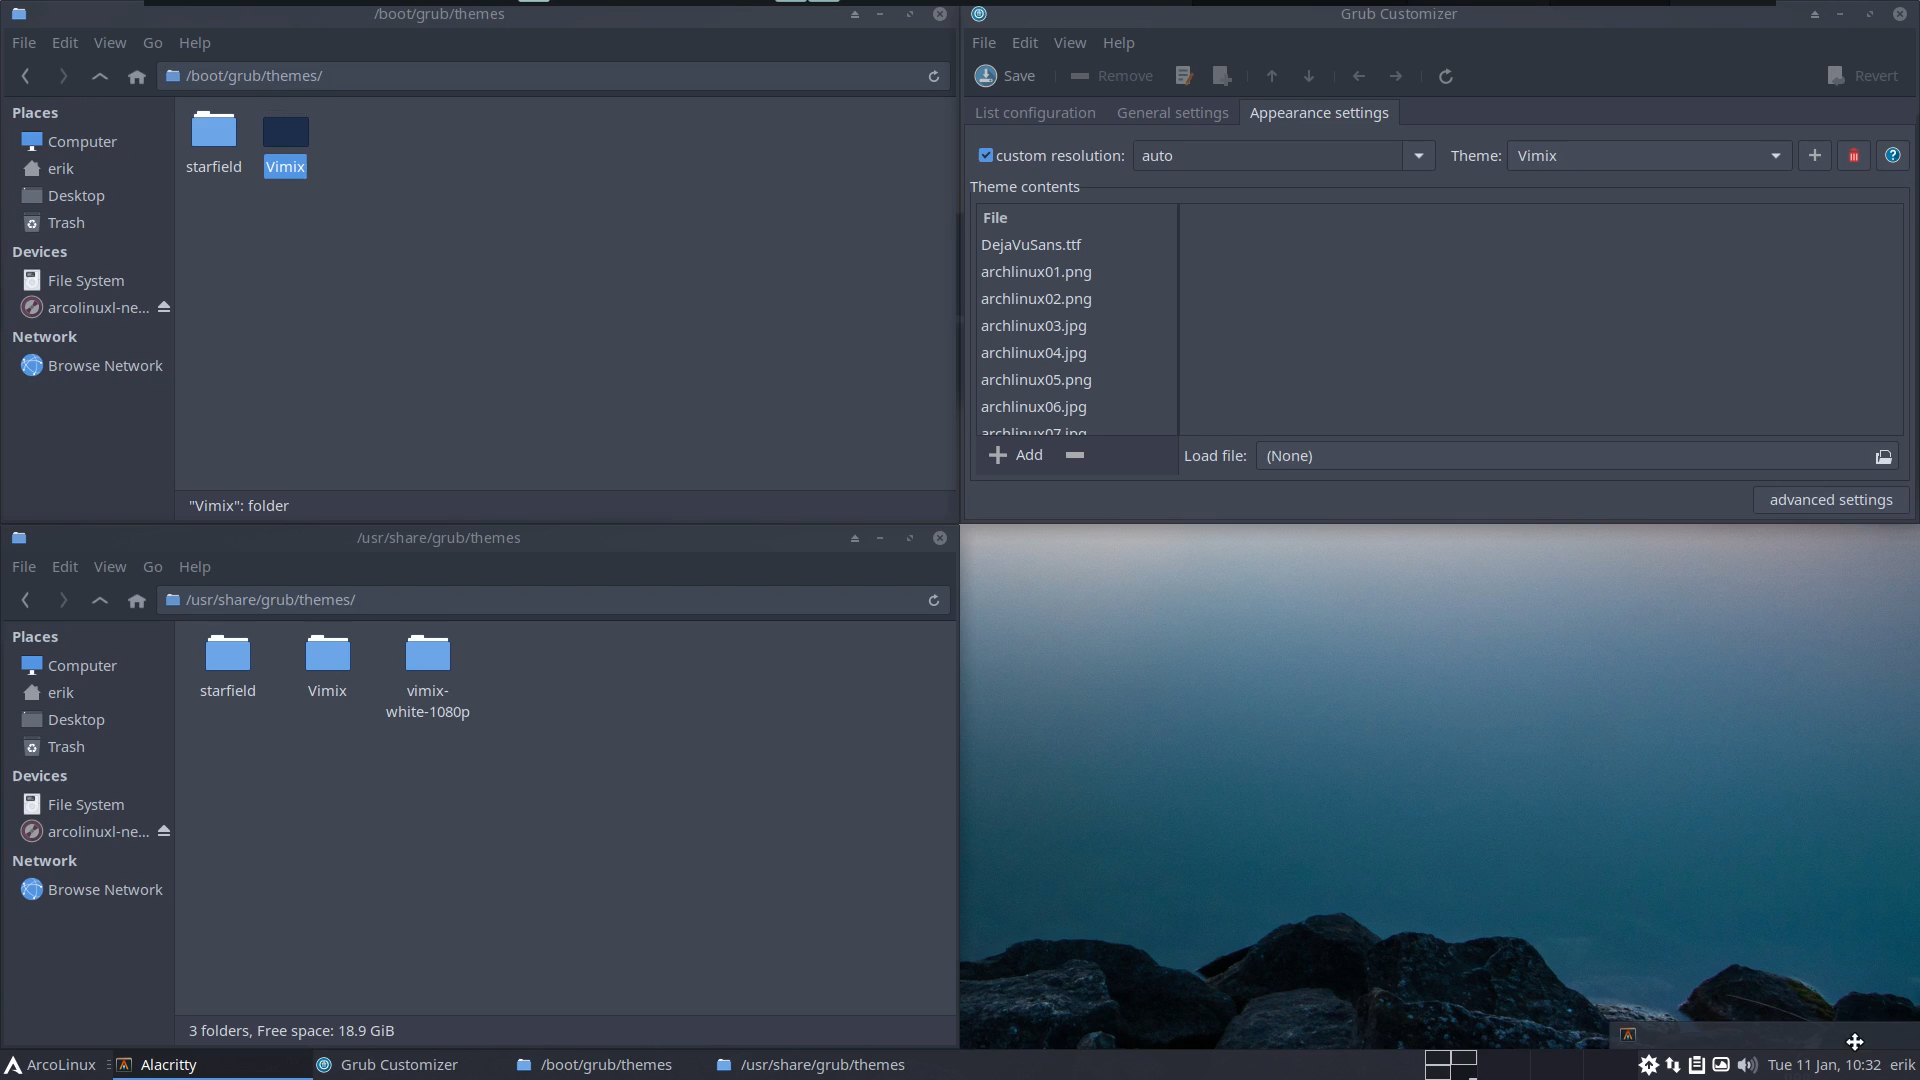 /boot/grub/themes
File Edit View Go Help
/boot/grub/themes/
Places
Computer
erik
Desktop
Trash
Devices
File System
arcolinuxl-ne...
Network
Browse Network
starfield
Vimix
"Vimix": folder
Grub Customizer
File Edit View Help
Save Remove Revert
List configuration General settings Appearance settings
custom resolution: auto Theme: Vimix
Theme contents
File
DejaVuSans.ttf
archlinux01.png
archlinux02.png
archlinux03.jpg
archlinux04.jpg
archlinux05.png
archlinux06.jpg
archlinux07.jpg
Add Load file: (None)
advanced settings
/usr/share/grub/themes
File Edit View Go Help
/usr/share/grub/themes/
Places
Computer
erik
Desktop
Trash
Devices
File System
arcolinuxl-ne...
Network
Browse Network
starfield
Vimix
vimix-
white-1080p
3 folders, Free space: 18.9 GiB
ArcoLinux Alacritty Grub Customizer /boot/grub/themes /usr/share/grub/themes Tue 11 Jan, 10:32 erik